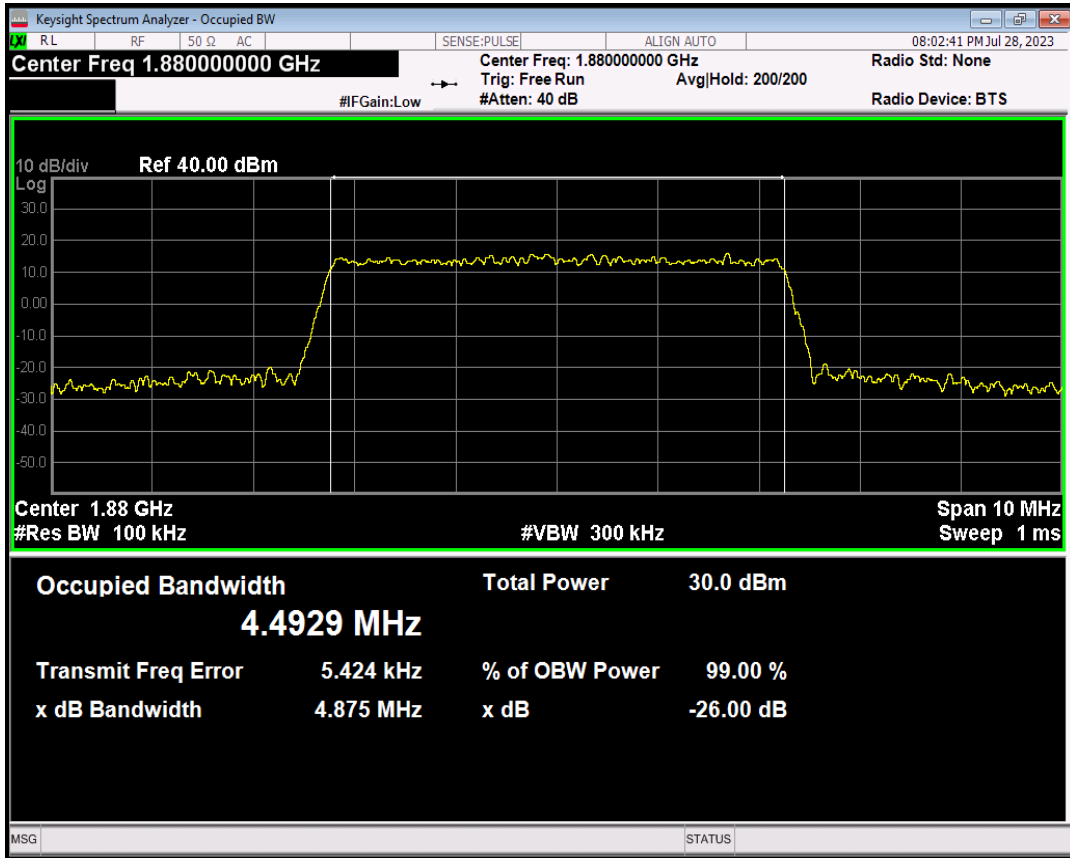 Keysight Spectrum Analyzer - Occupied BW
LXI RL RF 50 Ω AC SENSE:PULSE ALIGN AUTO 08:02:41 PM Jul 28, 2023
Center Freq 1.880000000 GHz Center Freq: 1.880000000 GHz Radio Std: None
Trig: Free Run Avg|Hold: 200/200
#IFGain:Low #Atten: 40 dB Radio Device: BTS
10 dB/div Ref 40.00 dBm
Log
30.0
20.0
10.0
0.00
-10.0
-20.0
-30.0
-40.0
-50.0
Center 1.88 GHz Span 10 MHz
#Res BW 100 kHz #VBW 300 kHz Sweep 1 ms
Occupied Bandwidth Total Power 30.0 dBm
4.4929 MHz
Transmit Freq Error 5.424 kHz % of OBW Power 99.00 %
x dB Bandwidth 4.875 MHz x dB -26.00 dB
MSG STATUS